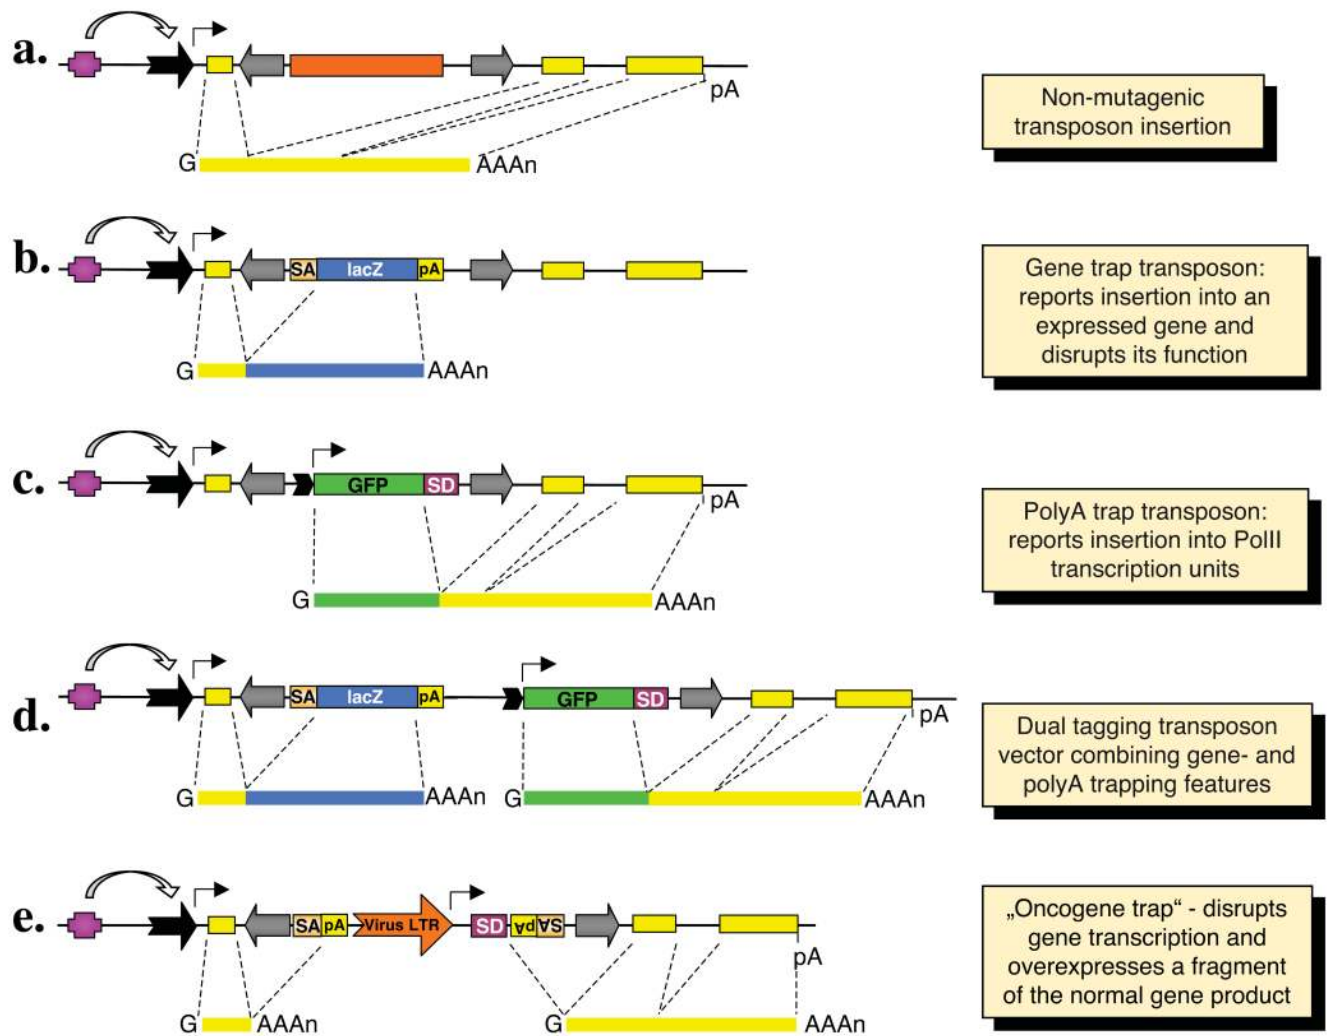 a.
pA
G
AAAn
Non-mutagenic
transposon insertion
b.
SA lacZ pA
G
AAAn
Gene trap transposon:
reports insertion into an
expressed gene and
disrupts its function
c.
GFP SD
pA
G
AAAn
PolyA trap transposon:
reports insertion into PolII
transcription units
d.
SA lacZ pA
GFP SD
pA
G
AAAn
G
AAAn
Dual tagging transposon
vector combining gene- and
polyA trapping features
e.
SA pA Virus LTR SD pA SA
pA
G
AAAn
G
AAAn
„Oncogene trap“ - disrupts
gene transcription and
overexpresses a fragment
of the normal gene product